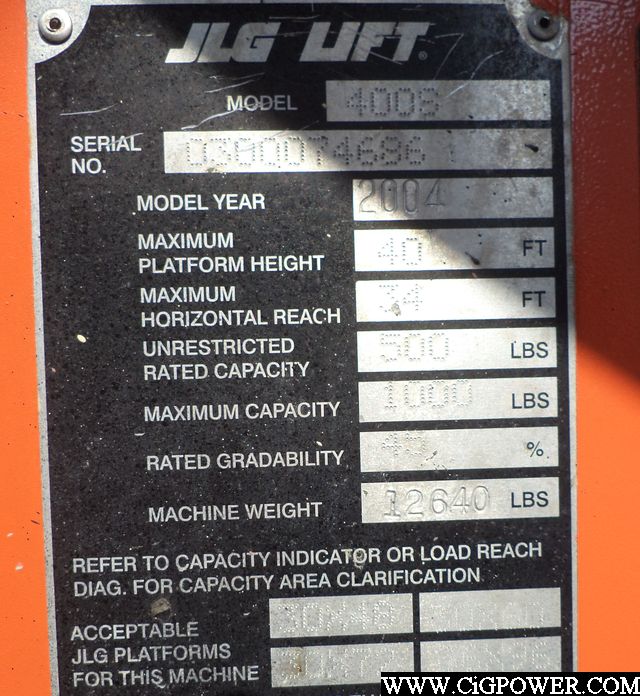 JLG LIFT®
MODEL 400S
SERIAL NO. 0300074686
MODEL YEAR 2004
MAXIMUM PLATFORM HEIGHT 40 FT
MAXIMUM HORIZONTAL REACH 34 FT
UNRESTRICTED RATED CAPACITY 500 LBS
MAXIMUM CAPACITY 1000 LBS
RATED GRADABILITY 45 %
MACHINE WEIGHT 12640 LBS
REFER TO CAPACITY INDICATOR OR LOAD REACH
DIAG. FOR CAPACITY AREA CLARIFICATION
ACCEPTABLE 30X48
JLG PLATFORMS
FOR THIS MACHINE
WWW.CIGPOWER.COM